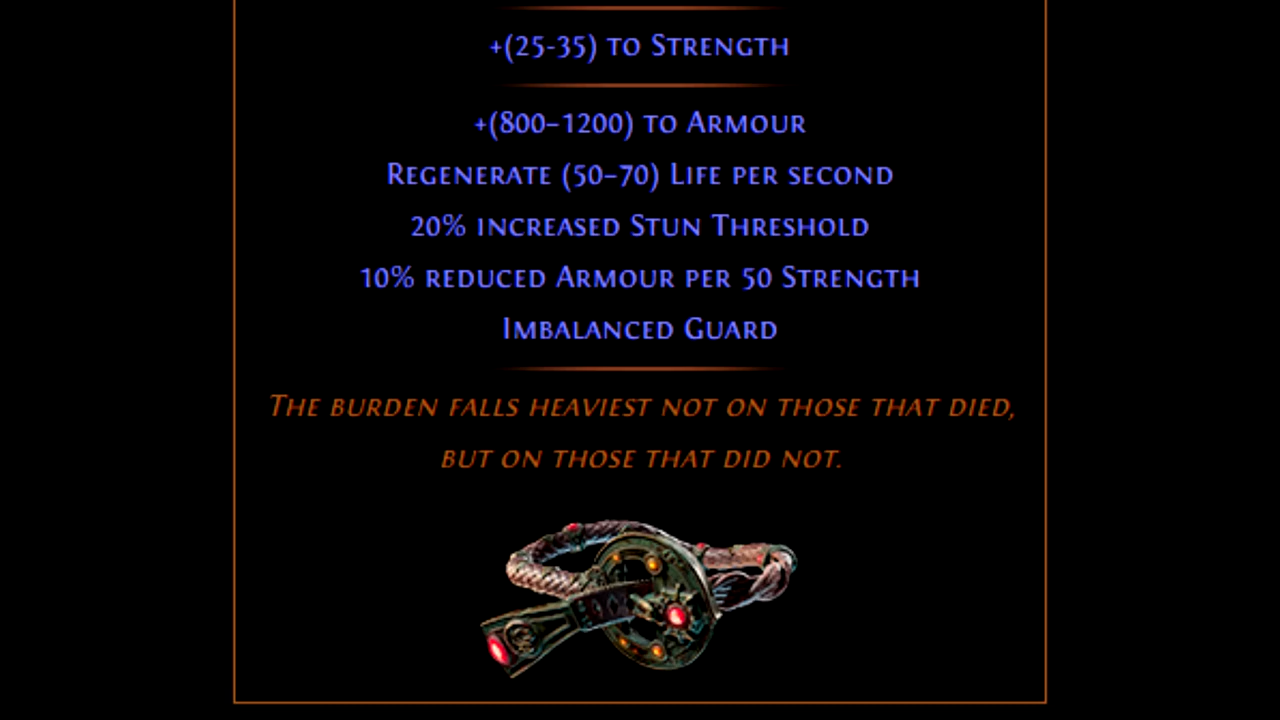 +(25-35) to Strength
+(800–1200) to Armour
Regenerate (50–70) Life per second
20% increased Stun Threshold
10% reduced Armour per 50 Strength
Imbalanced Guard
The burden falls heaviest not on those that died,
but on those that did not.